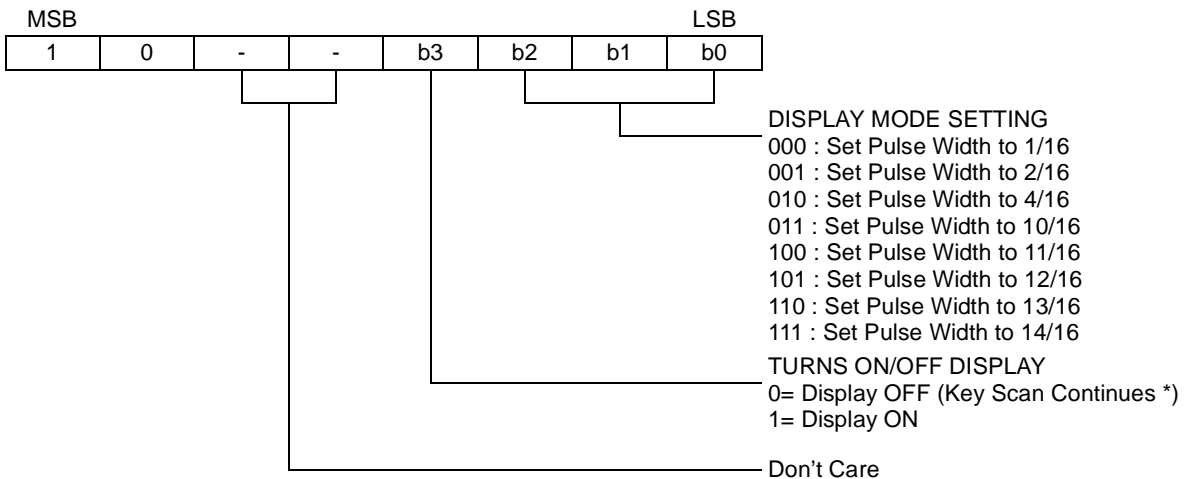 MSB LSB
1 0 - - b3 b2 b1 b0
DISPLAY MODE SETTING
000 : Set Pulse Width to 1/16
001 : Set Pulse Width to 2/16
010 : Set Pulse Width to 4/16
011 : Set Pulse Width to 10/16
100 : Set Pulse Width to 11/16
101 : Set Pulse Width to 12/16
110 : Set Pulse Width to 13/16
111 : Set Pulse Width to 14/16
TURNS ON/OFF DISPLAY
0= Display OFF (Key Scan Continues *)
1= Display ON
Don’t Care